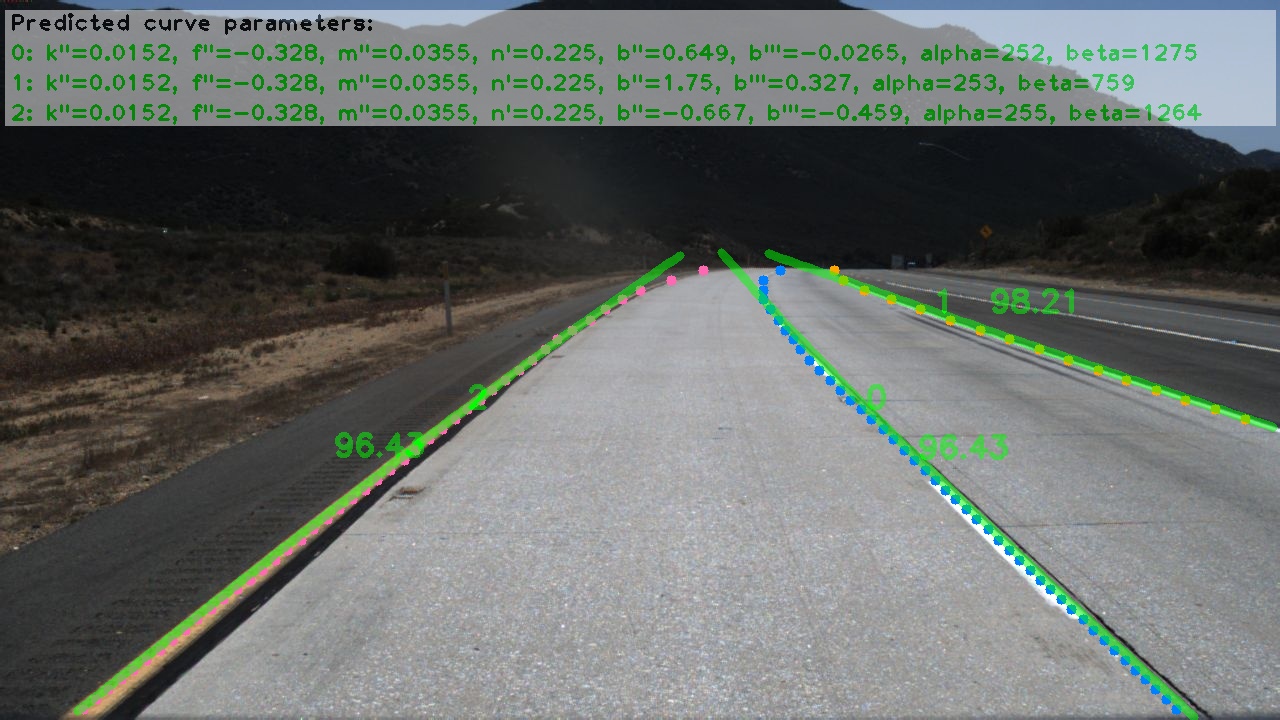 Predicted curve parameters:
0: k''=0.0152, f''=-0.328, m''=0.0355, n'=0.225, b''=0.649, b'''=-0.0265, alpha=252, beta=1275
1: k''=0.0152, f''=-0.328, m''=0.0355, n'=0.225, b''=1.75, b'''=0.327, alpha=253, beta=759
2: k''=0.0152, f''=-0.328, m''=0.0355, n'=0.225, b''=-0.667, b'''=-0.459, alpha=255, beta=1264
1 98.21
2
0
96.43
96.43